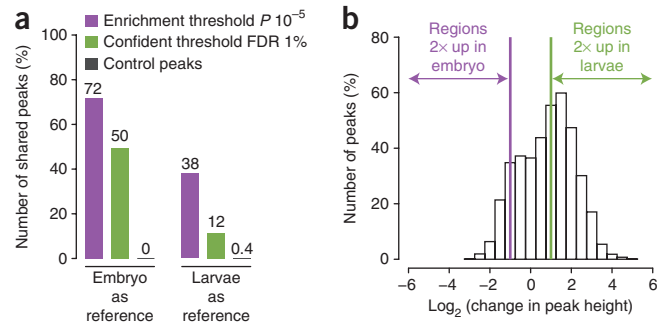 a
Enrichment threshold P 10⁻⁵
Confident threshold FDR 1%
Control peaks
Number of shared peaks (%)
100
80
60
40
20
0
72
50
0
38
12
0.4
Embryo
as
reference
Larvae
as
reference
b
Regions
2× up in
embryo
Regions
2× up in
larvae
Number of peaks (%)
80
60
40
20
0
−6 −4 −2 0 2 4 6
Log₂ (change in peak height)